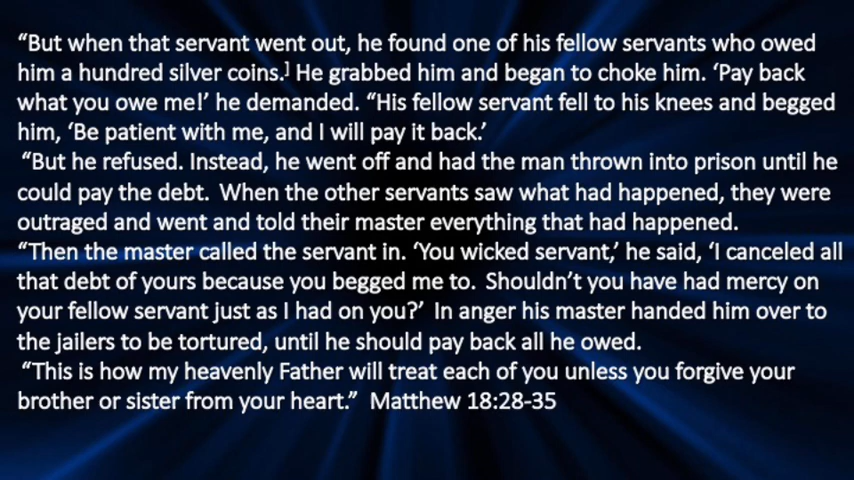 “But when that servant went out, he found one of his fellow servants who owed
him a hundred silver coins.] He grabbed him and began to choke him. ‘Pay back
what you owe me!’ he demanded. “His fellow servant fell to his knees and begged
him, ‘Be patient with me, and I will pay it back.’
“But he refused. Instead, he went off and had the man thrown into prison until he
could pay the debt. When the other servants saw what had happened, they were
outraged and went and told their master everything that had happened.
“Then the master called the servant in. ‘You wicked servant,’ he said, ‘I canceled all
that debt of yours because you begged me to. Shouldn’t you have had mercy on
your fellow servant just as I had on you?’ In anger his master handed him over to
the jailers to be tortured, until he should pay back all he owed.
“This is how my heavenly Father will treat each of you unless you forgive your
brother or sister from your heart.” Matthew 18:28-35